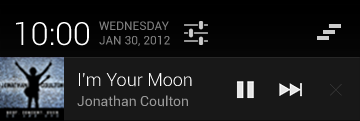 10:00
WEDNESDAY
JAN 30, 2012
JONATHAN COULTON
I'm Your Moon
Jonathan Coulton